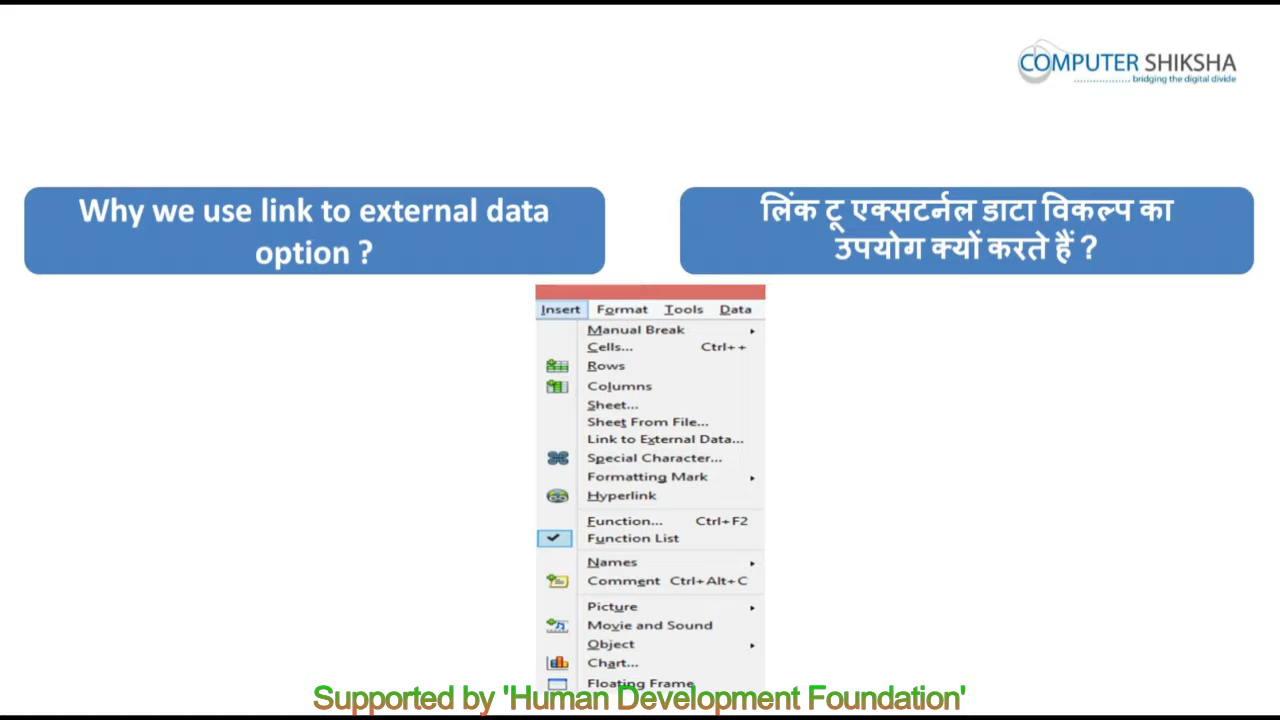 COMPUTER SHIKSHA
.................. bridging the digital divide
Why we use link to external data
option ?
लिंक टू एक्सटर्नल डाटा विकल्प का
उपयोग क्यों करते हैं ?
Insert Format Tools Data
Manual Break
Cells... Ctrl++
Rows
Columns
Sheet...
Sheet From File...
Link to External Data...
Special Character...
Formatting Mark
Hyperlink
Function... Ctrl+F2
Function List
Names
Comment Ctrl+Alt+C
Picture
Movie and Sound
Object
Chart...
Floating Frame
Supported by 'Human Development Foundation'